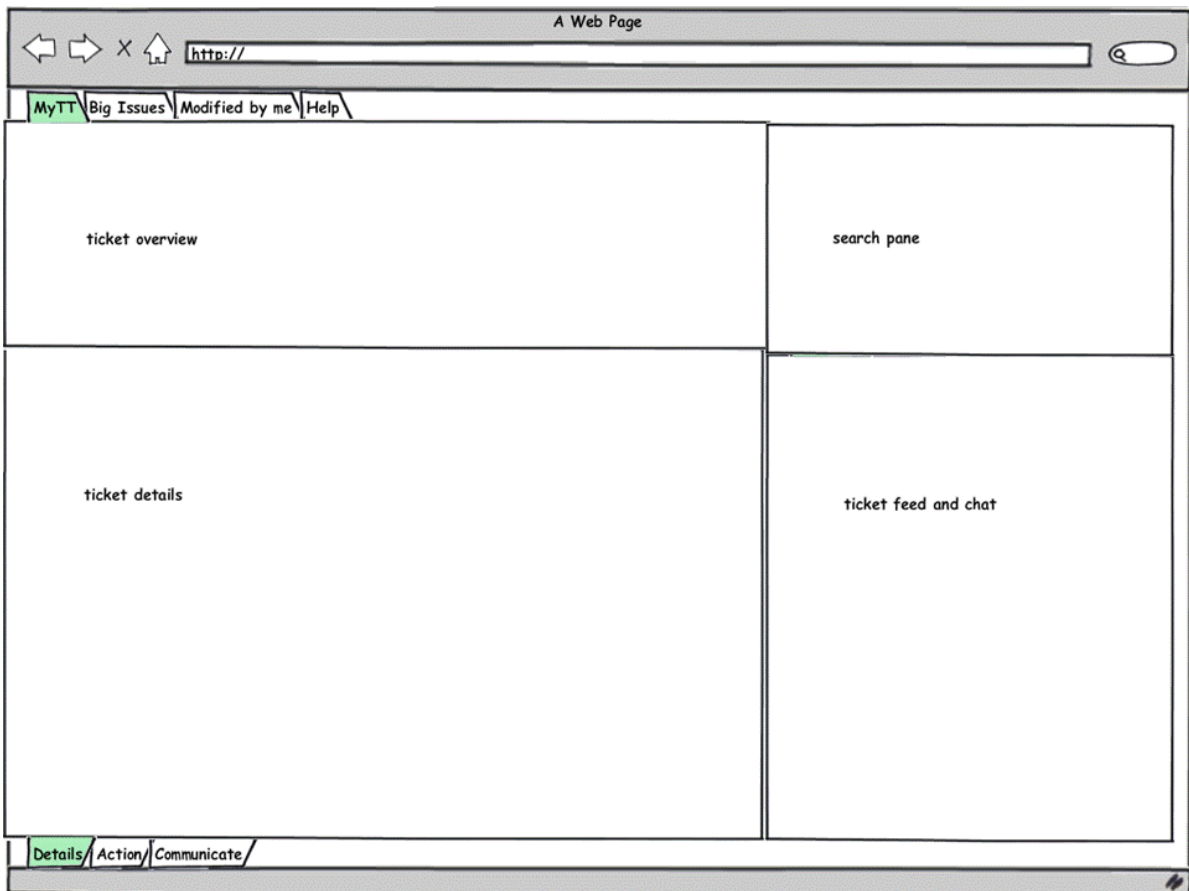 A Web Page
http://
MyTT Big Issues Modified by me Help
ticket overview
search pane
ticket details
ticket feed and chat
Details Action Communicate